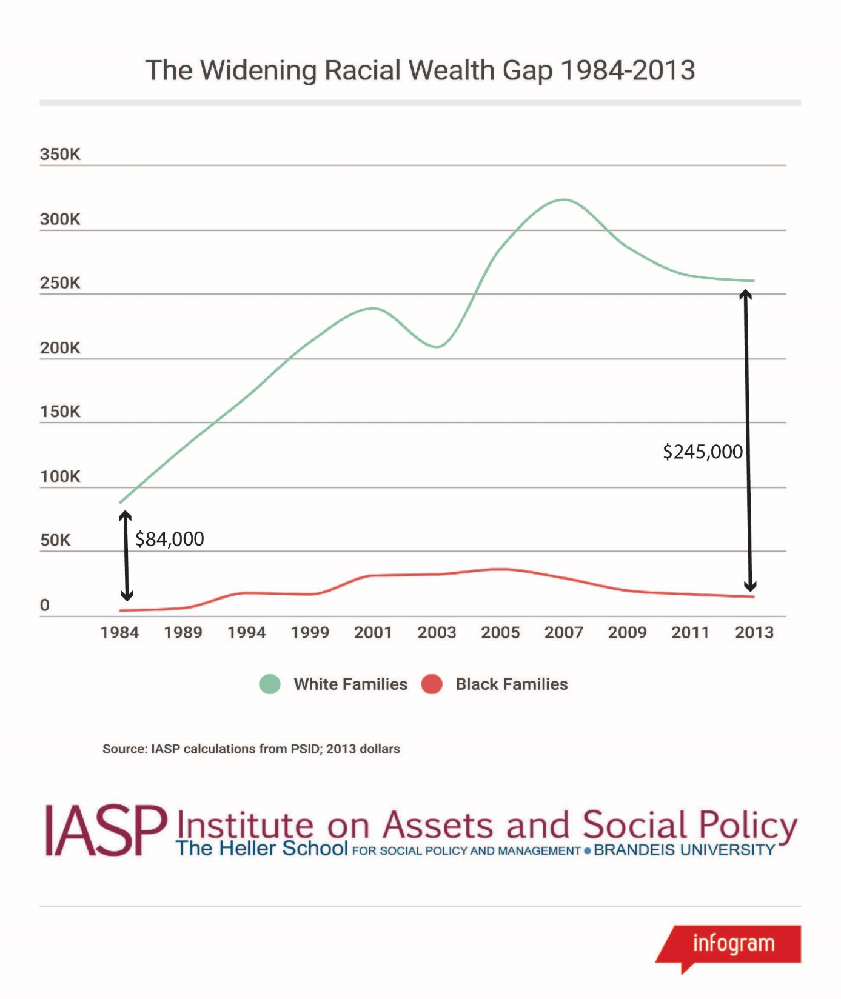 The Widening Racial Wealth Gap 1984-2013
350K
300K
250K
200K
150K
100K
50K
0
$245,000
$84,000
1984 1989 1994 1999 2001 2003 2005 2007 2009 2011 2013
White Families Black Families
Source: IASP calculations from PSID; 2013 dollars
IASP Institute on Assets and Social Policy
The Heller School FOR SOCIAL POLICY AND MANAGEMENT • BRANDEIS UNIVERSITY
infogram